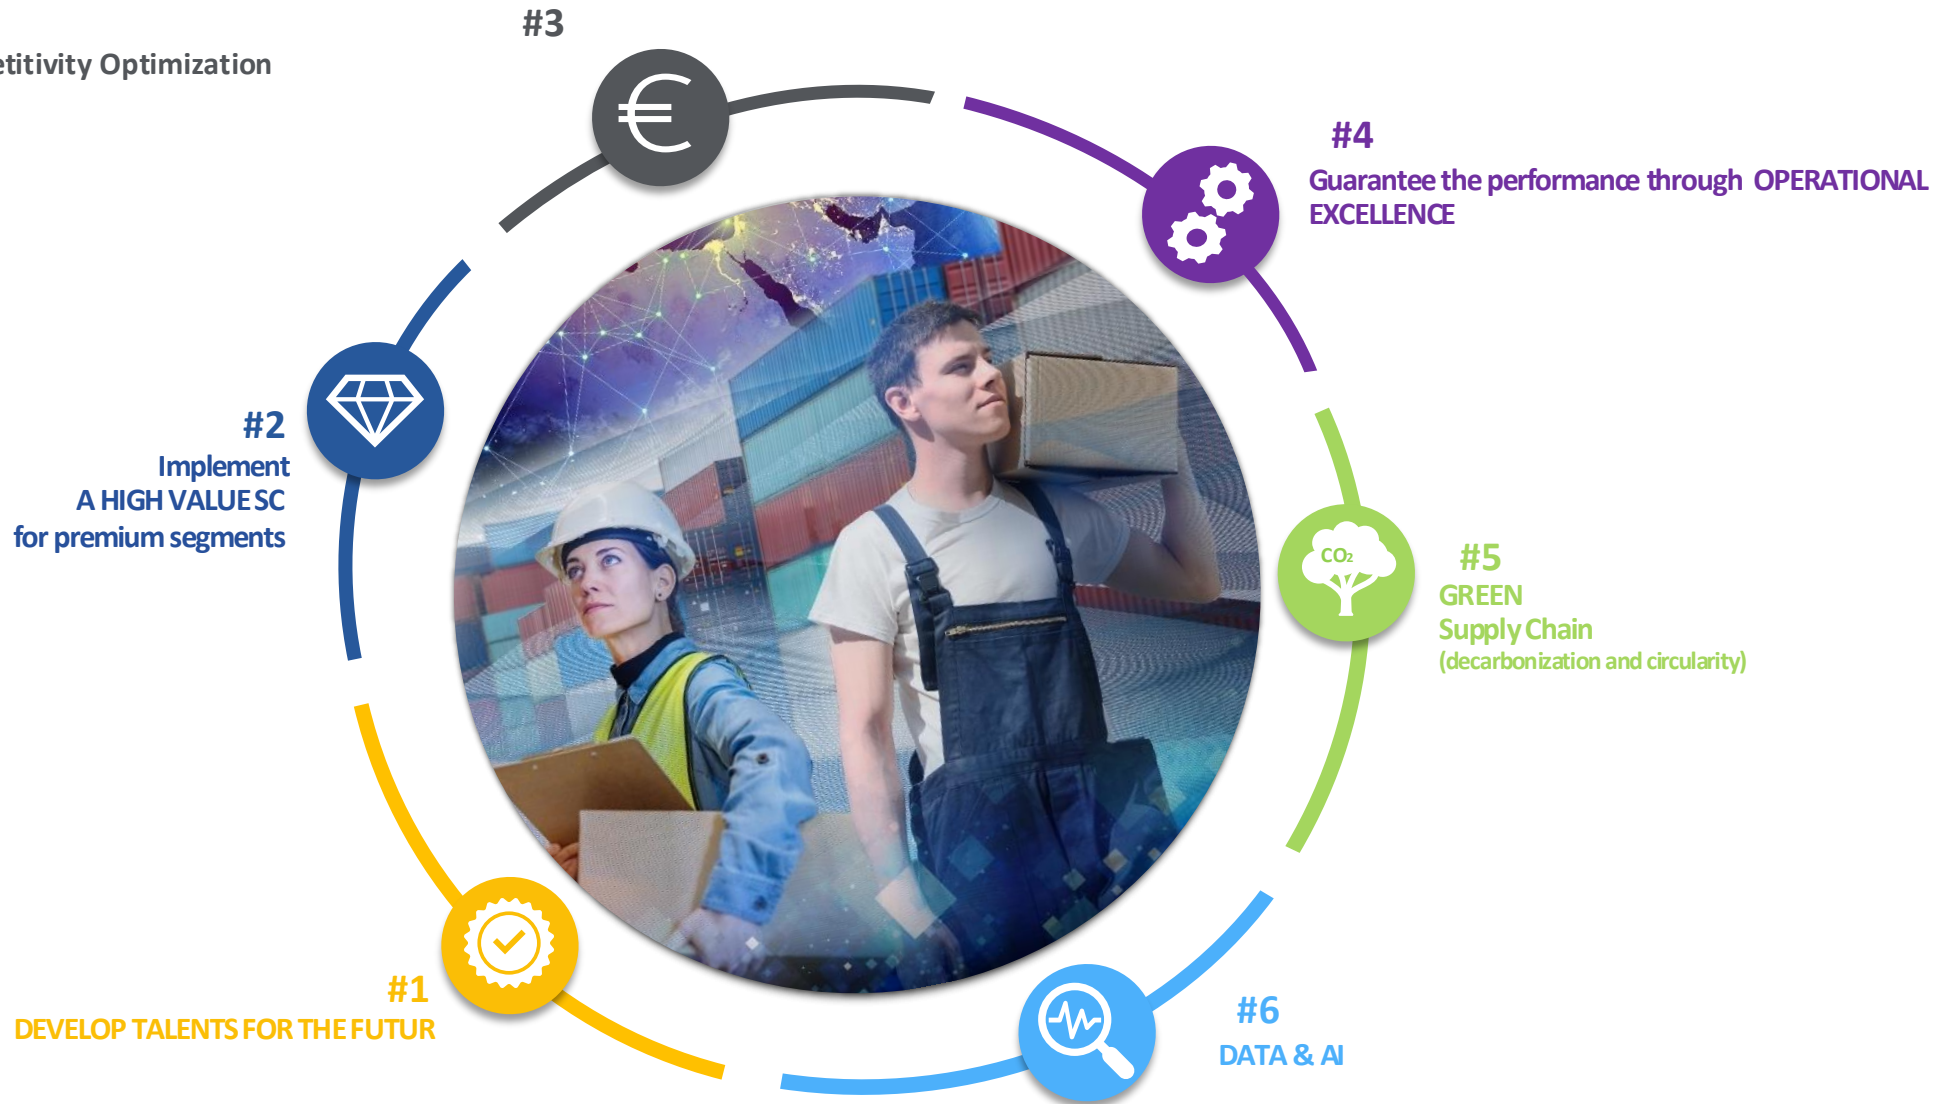 #3
etitivity Optimization
#4
Guarantee the performance through OPERATIONAL
EXCELLENCE
#2
Implement
A HIGH VALUE SC
for premium segments
CO₂
#5
GREEN
Supply Chain
(decarbonization and circularity)
#1
DEVELOP TALENTS FOR THE FUTUR
#6
DATA & AI